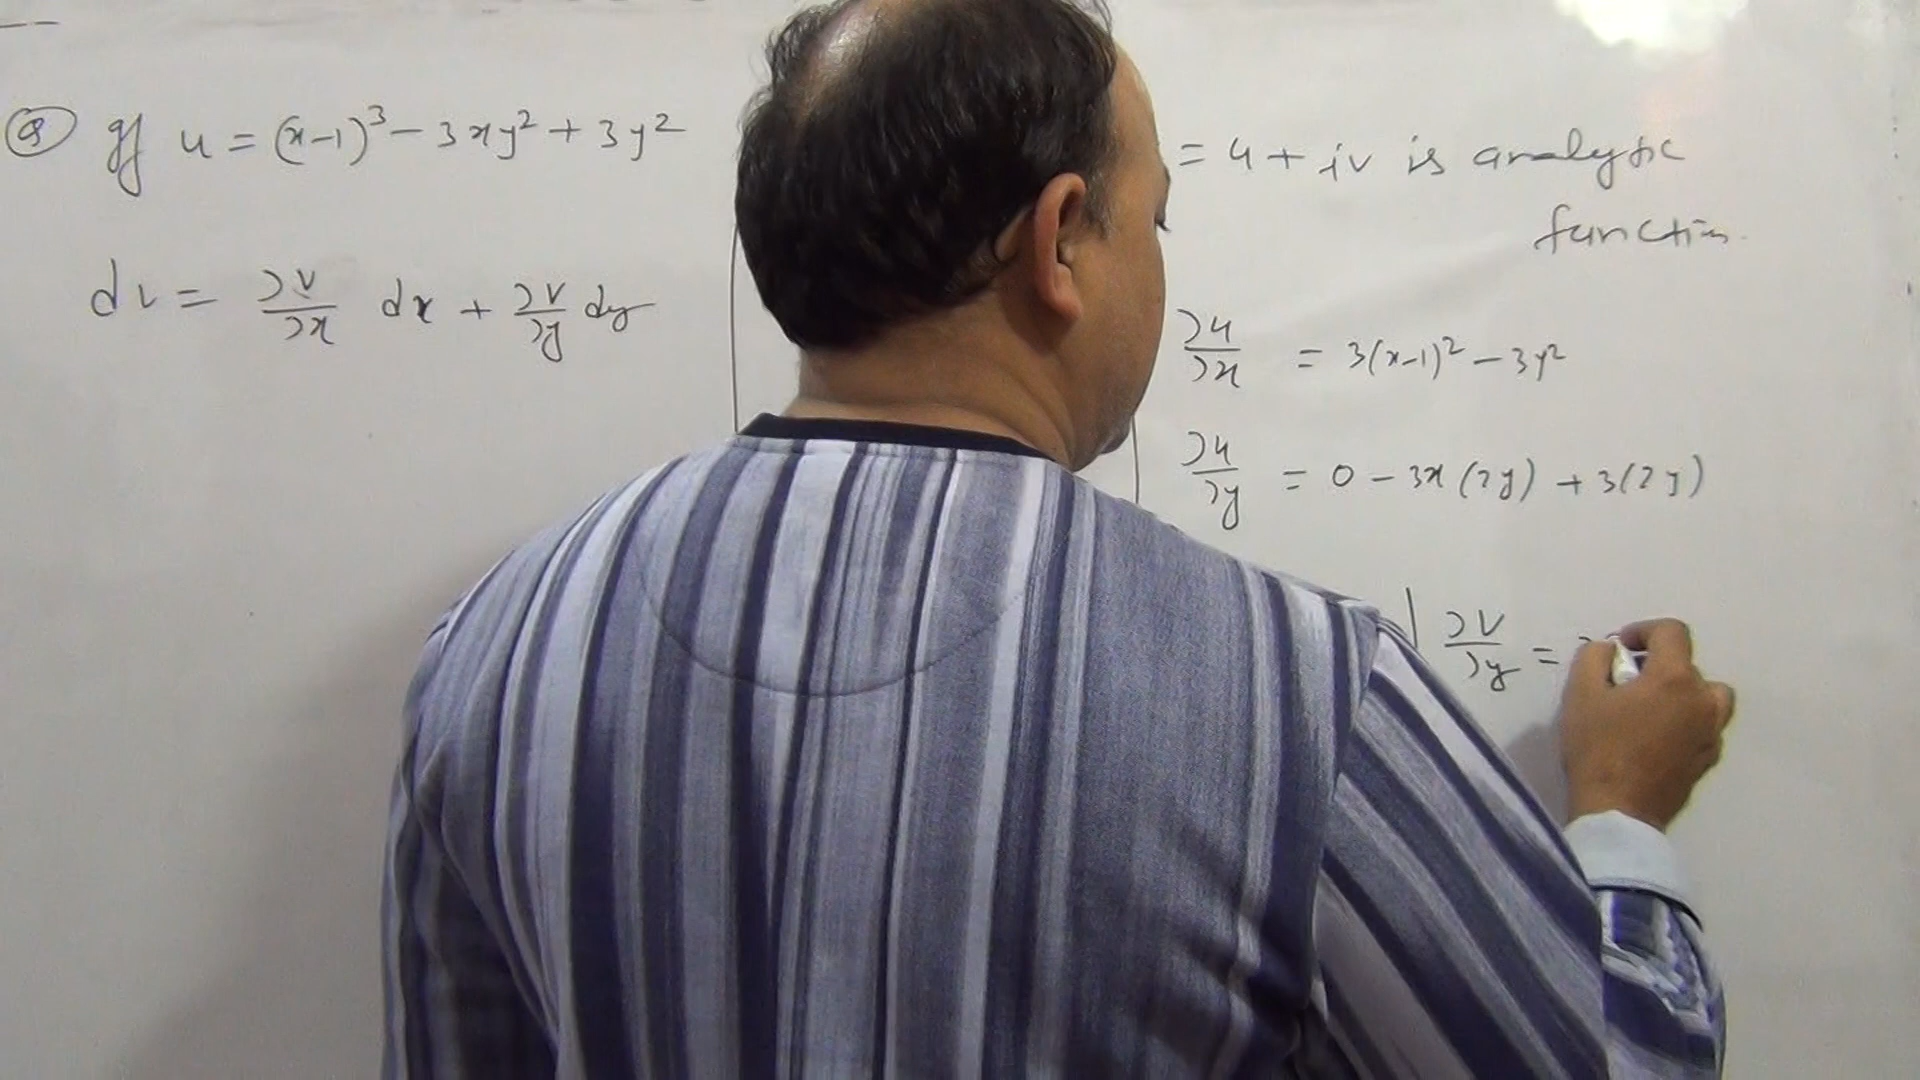 Q If u = (x-1)³ - 3xy² + 3y² = u + iv is analytic
function.
dv = ∂v/∂x dx + ∂v/∂y dy
∂u/∂x = 3(x-1)² - 3y²
∂u/∂y = 0 - 3x(2y) + 3(2y)
∂v/∂y =